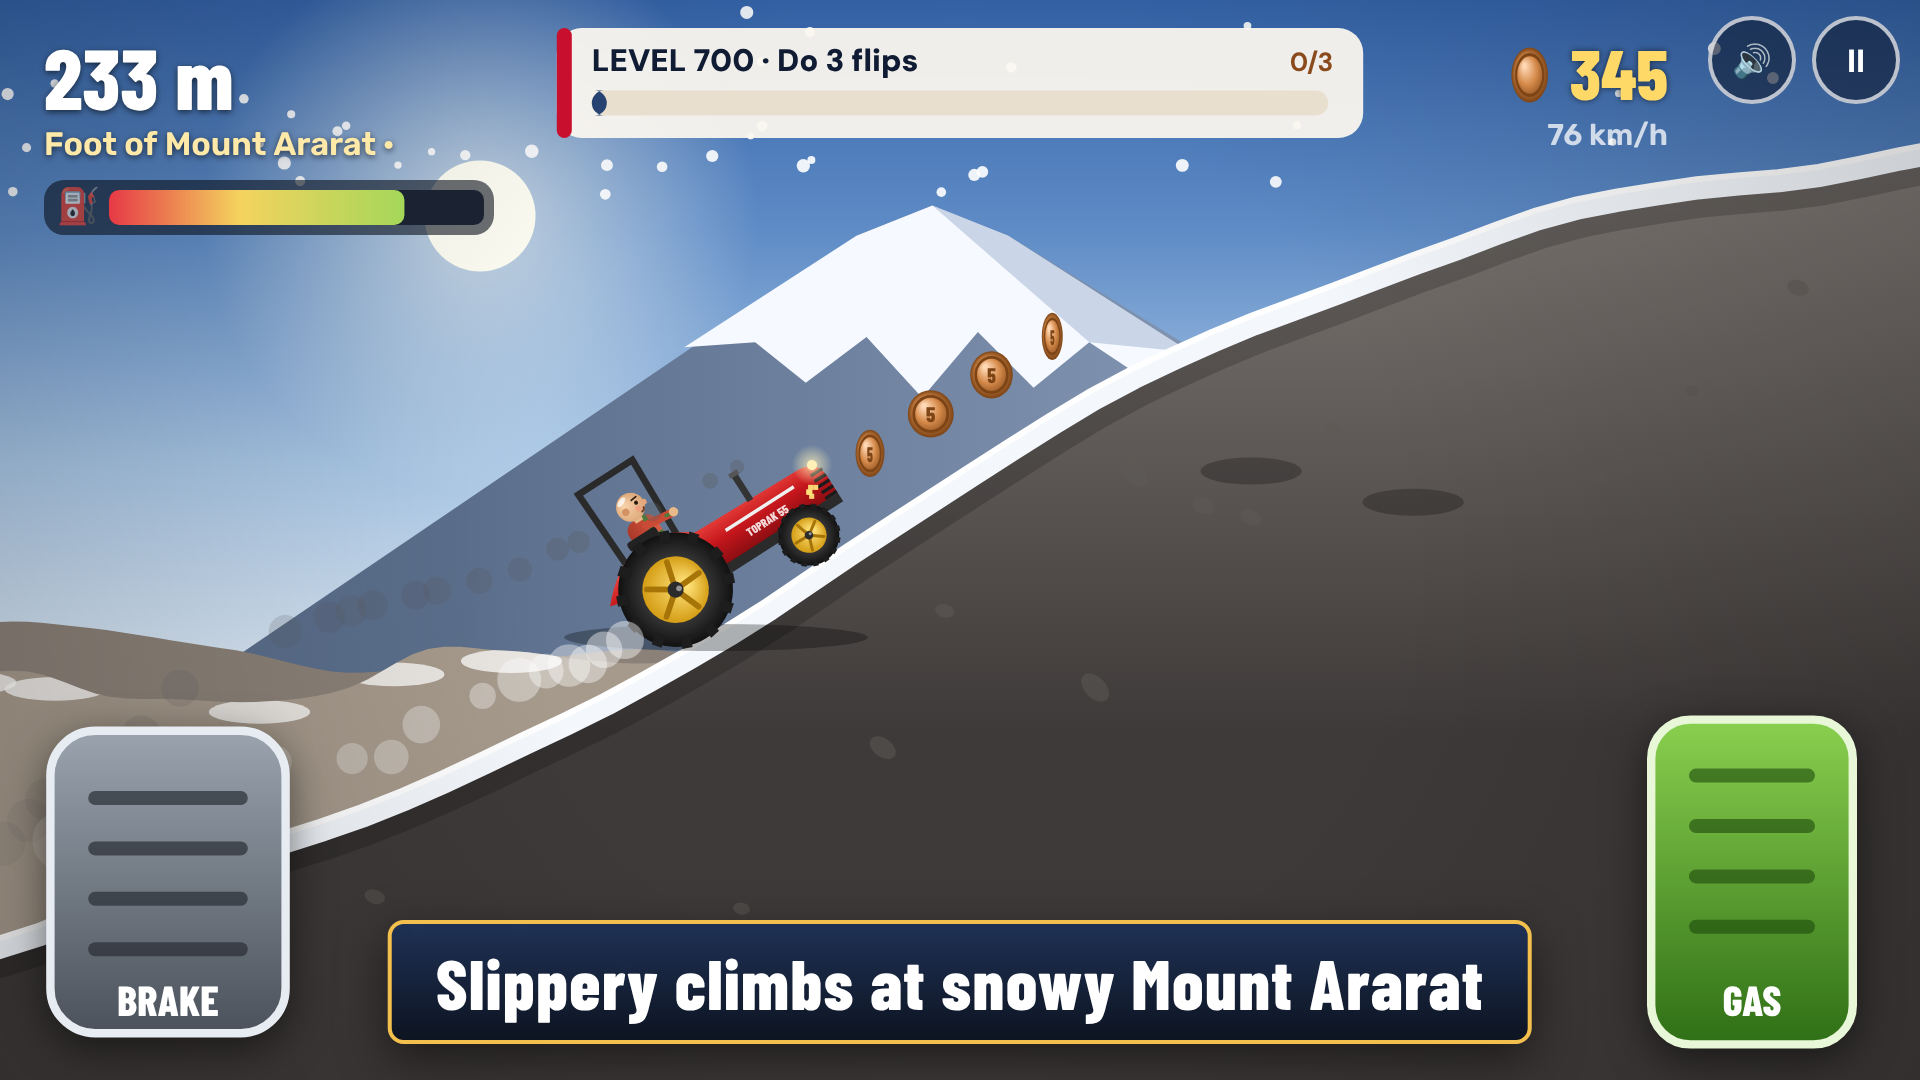 233 m
Foot of Mount Ararat •
LEVEL 700 · Do 3 flips
0/3
345
76 km/h
5
5
5
5
TOPRAK 55
BRAKE
GAS
Slippery climbs at snowy Mount Ararat